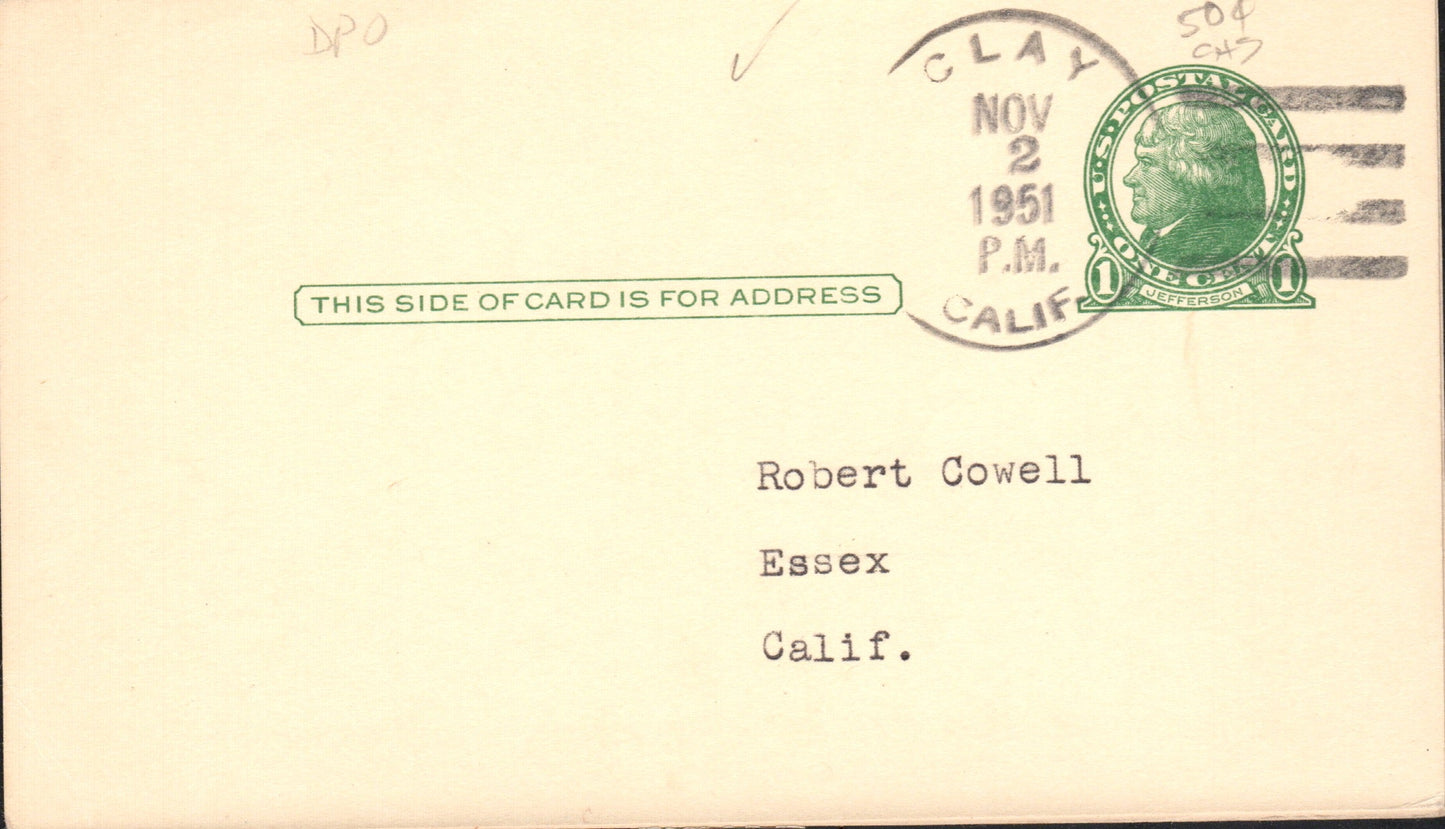 DPO
50¢
CLAY
NOV
2
1951
P.M.
CALIF.
U.S. POSTAL CARD
ONE CENT
1 JEFFERSON 1
THIS SIDE OF CARD IS FOR ADDRESS
Robert Cowell
Essex
Calif.